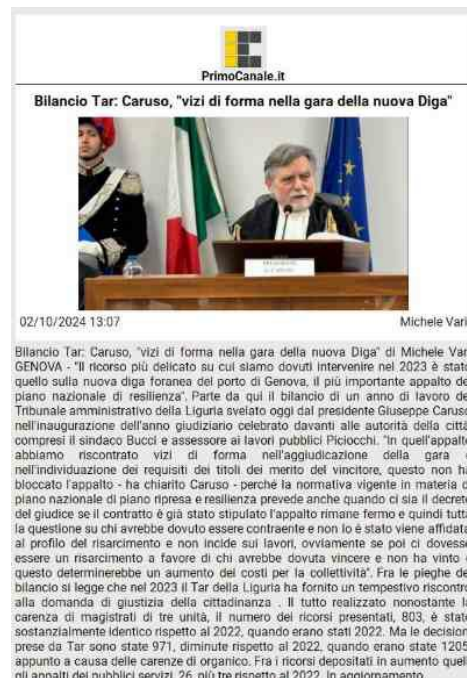 PrimoCanale.it
Bilancio Tar: Caruso, "vizi di forma nella gara della nuova Diga"
02/10/2024 13:07
Michele Vari
Bilancio Tar: Caruso, "vizi di forma nella gara della nuova Diga" di Michele Vari
GENOVA - "Il ricorso più delicato su cui siamo dovuti intervenire nel 2023 è stato
quello sulla nuova diga foranea del porto di Genova, il più importante appalto de
piano nazionale di resilienza". Parte da qui il bilancio di un anno di lavoro de
Tribunale amministrativo della Liguria svelato oggi dal presidente Giuseppe Caruso
nell'inaugurazione dell'anno giudiziario celebrato davanti alle autorità della città
compresi il sindaco Bucci e assessore ai lavori pubblici Piciocchi. "In quell'appalto
abbiamo riscontrato vizi di forma nell'aggiudicazione della gara
nell'individuazione dei requisiti dei titoli dei merito del vincitore, questo non ha
bloccato l'appalto - ha chiarito Caruso - perché la normativa vigente in materia d
piano nazionale di piano ripresa e resilienza prevede anche quando ci sia il decreto
del giudice se il contratto è già stato stipulato l'appalto rimane fermo e quindi tutta
la questione su chi avrebbe dovuto essere contraente e non lo è stato viene affidata
al profilo del risarcimento e non incide sui lavori, ovviamente se poi ci dovesse
essere un risarcimento a favore di chi avrebbe dovuta vincere e non ha vinto
questo determinerebbe un aumento dei costi per la collettività". Fra le pieghe de
bilancio si legge che nel 2023 il Tar della Liguria ha fornito un tempestivo riscontro
alla domanda di giustizia della cittadinanza . Il tutto realizzato nonostante la
carenza di magistrati di tre unità, il numero dei ricorsi presentati, 803, è stato
sostanzialmente identico rispetto al 2022, quando erano stati 2022. Ma le decision
prese da Tar sono state 971, diminute rispetto al 2022, quando erano state 1205
appunto a causa delle carenze di organico. Fra i ricorsi depositati in aumento quell
gli appalti dei pubblici servizi, 26, più tre rispetto al 2022. In aggiornamento